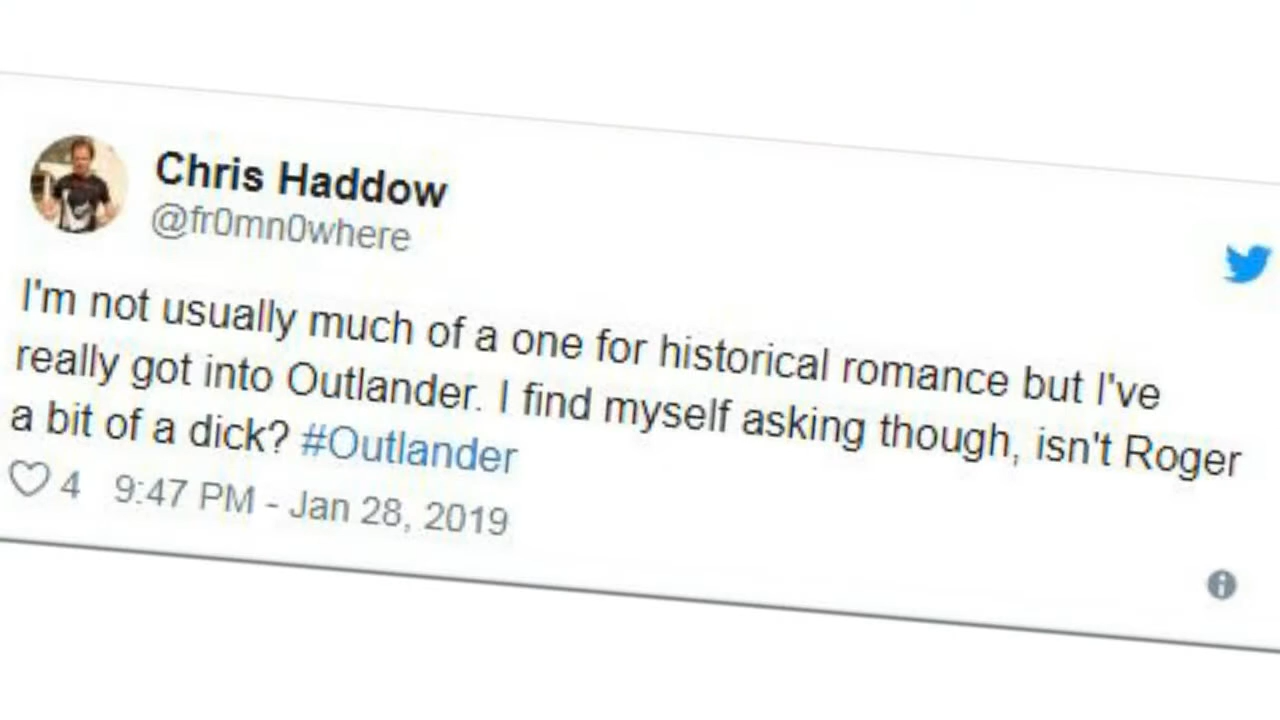 Chris Haddow
@fr0mn0where
I'm not usually much of a one for historical romance but I've
really got into Outlander. I find myself asking though, isn't Roger
a bit of a dick? #Outlander
4 9:47 PM - Jan 28, 2019